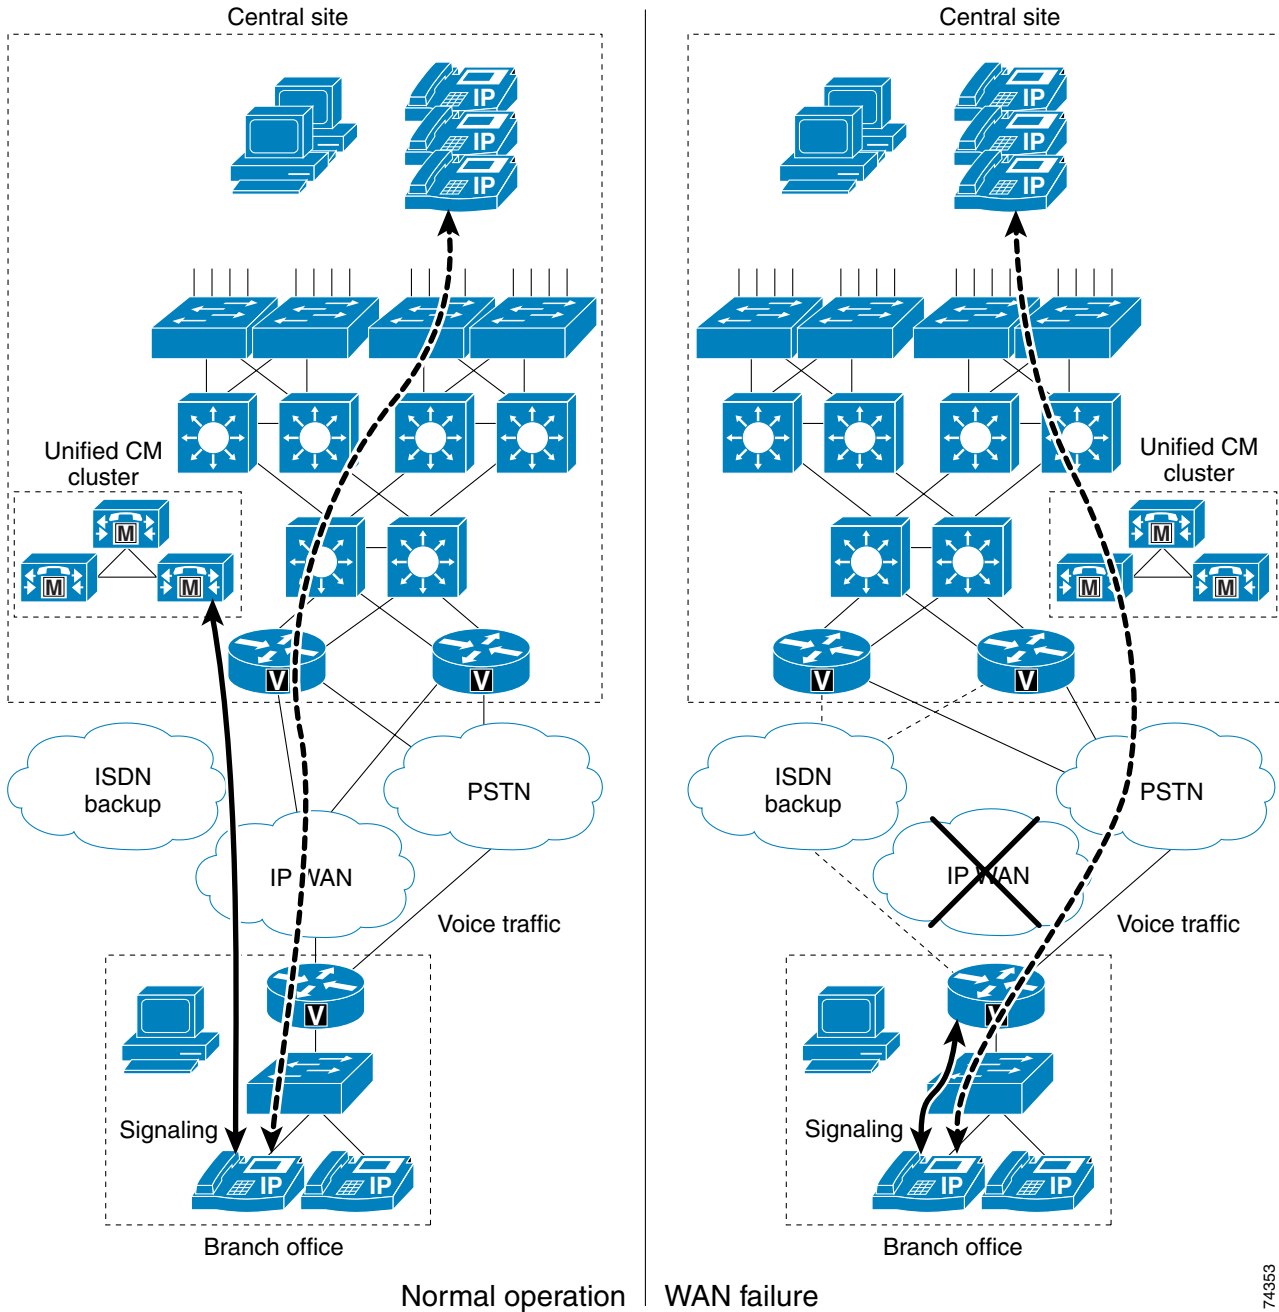 Central site
IP
IP
IP
Unified CM
cluster
M
M
M
V
V
ISDN
backup
PSTN
IP WAN
Voice traffic
V
Signaling
IP
IP
Branch office
Normal operation
Central site
IP
IP
IP
Unified CM
cluster
M
M
M
V
V
ISDN
backup
PSTN
IP WAN
Voice traffic
V
Signaling
IP
IP
Branch office
WAN failure
74353